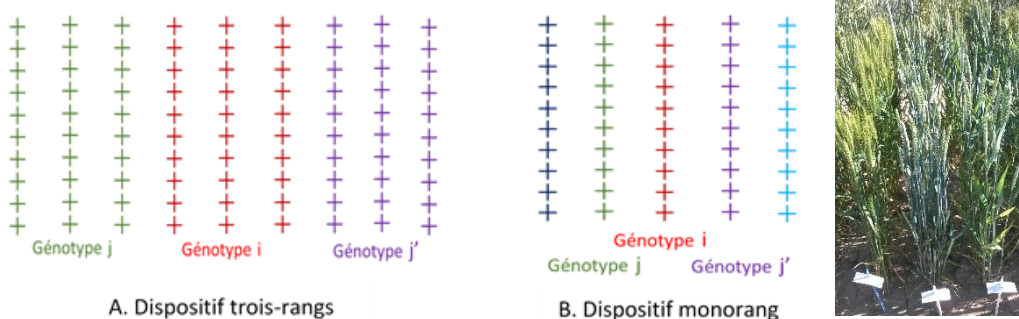 Génotype j Génotype i Génotype j'
A. Dispositif trois-rangs
Génotype i
Génotype j Génotype j'
B. Dispositif monorang